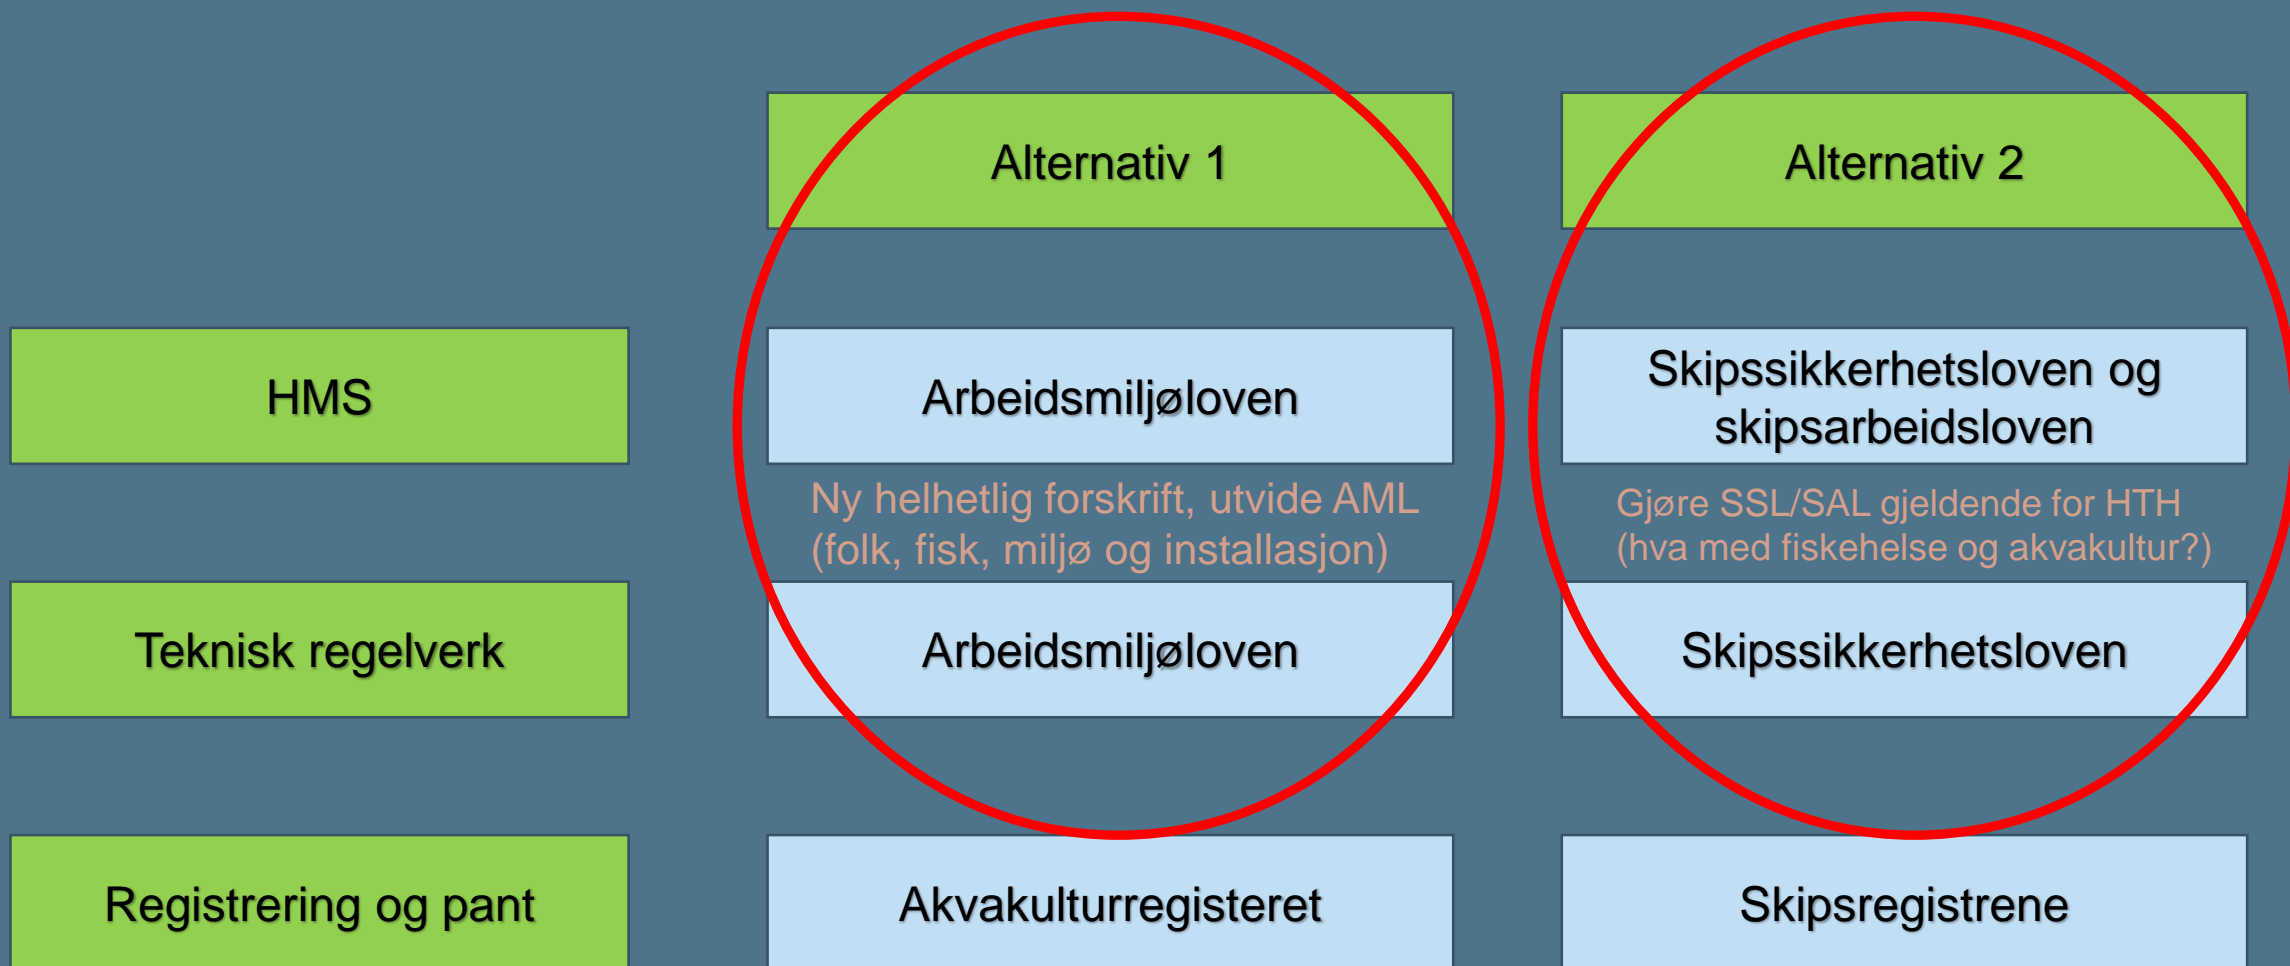 Alternativ 1
Alternativ 2
HMS
Arbeidsmiljøloven
Skipssikkerhetsloven og
skipsarbeidsloven
Ny helhetlig forskrift, utvide AML
(folk, fisk, miljø og installasjon)
Gjøre SSL/SAL gjeldende for HTH
(hva med fiskehelse og akvakultur?)
Teknisk regelverk
Arbeidsmiljøloven
Skipssikkerhetsloven
Registrering og pant
Akvakulturregisteret
Skipsregistrene